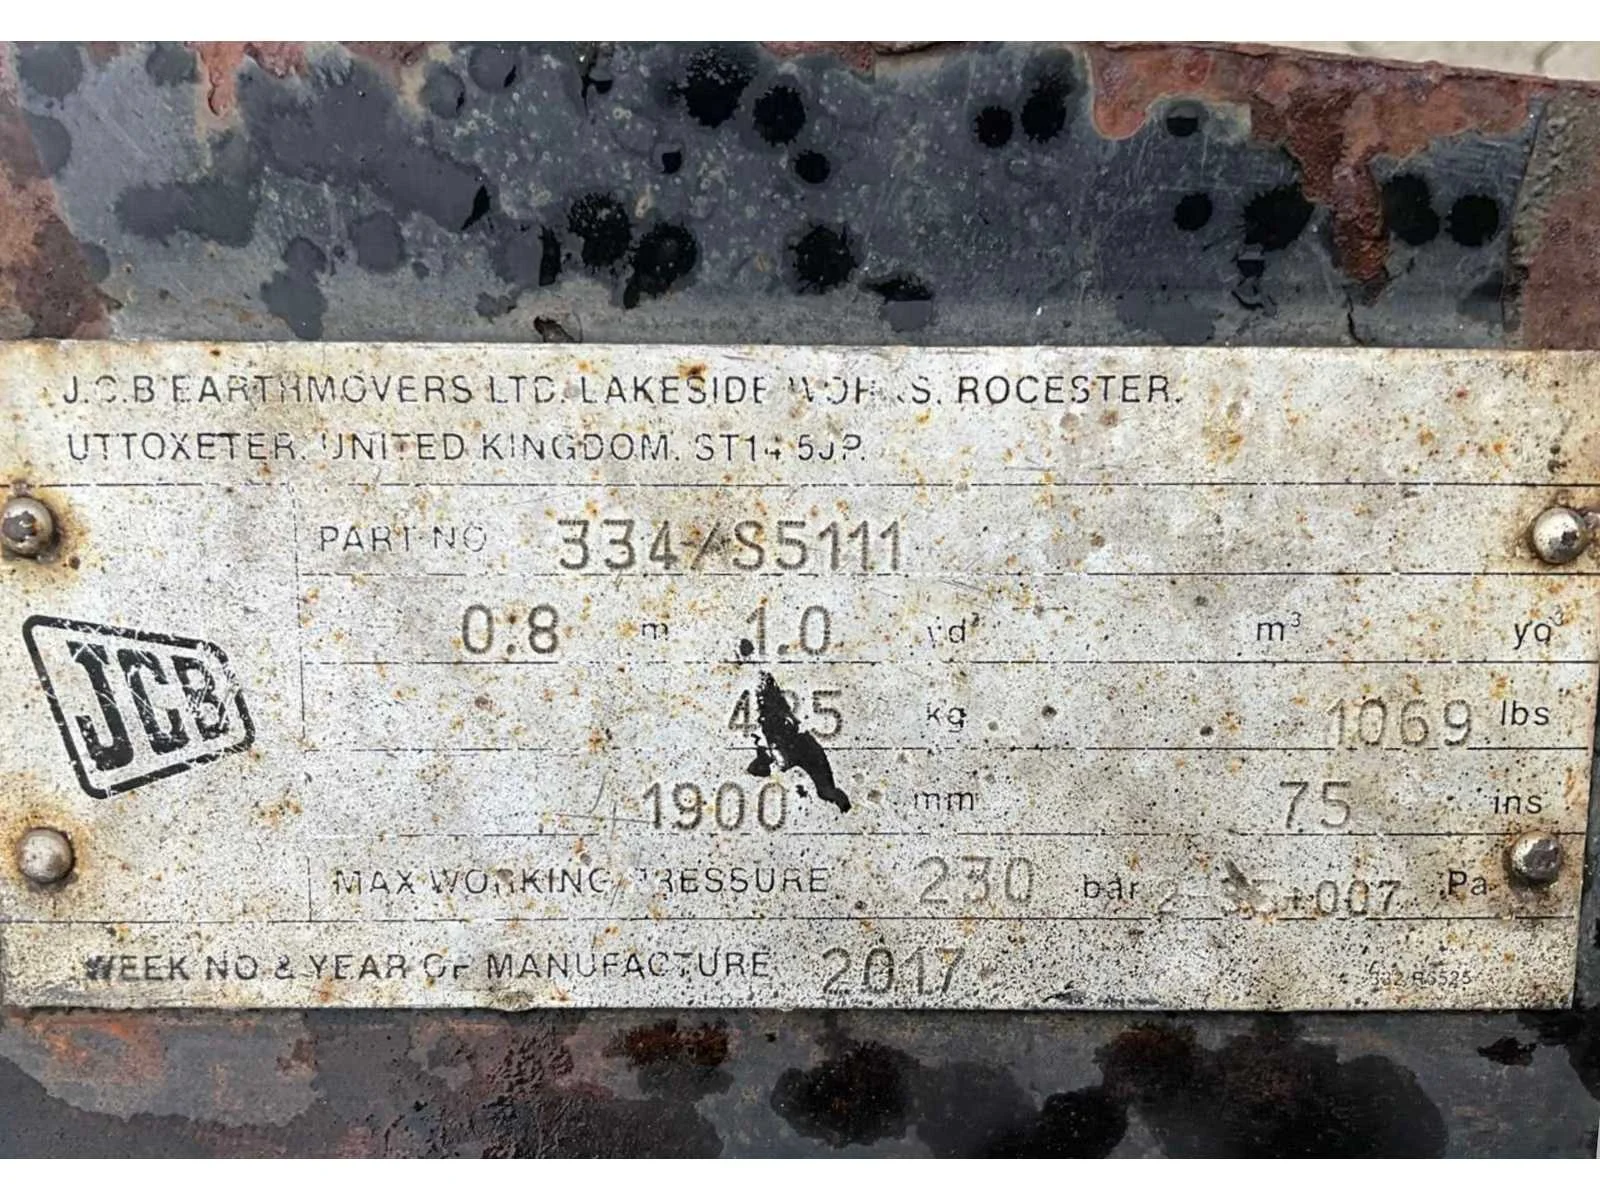 J.C.B EARTHMOVERS LTD. LAKESIDE WORKS. ROCESTER.
UTTOXETER. UNITED KINGDOM. ST14 5JP.
PART NO 334/S5111
0.8 m 1.0 yd³ m³ yd³
kg 1069 lbs
JCB
1900 mm 75 ins
MAX WORKING PRESSURE 230 bar Pa
WEEK NO & YEAR OF MANUFACTURE 2017